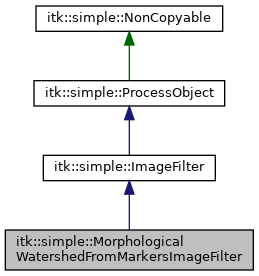 itk::simple::NonCopyable
itk::simple::ProcessObject
itk::simple::ImageFilter
itk::simple::Morphological
WatershedFromMarkersImageFilter